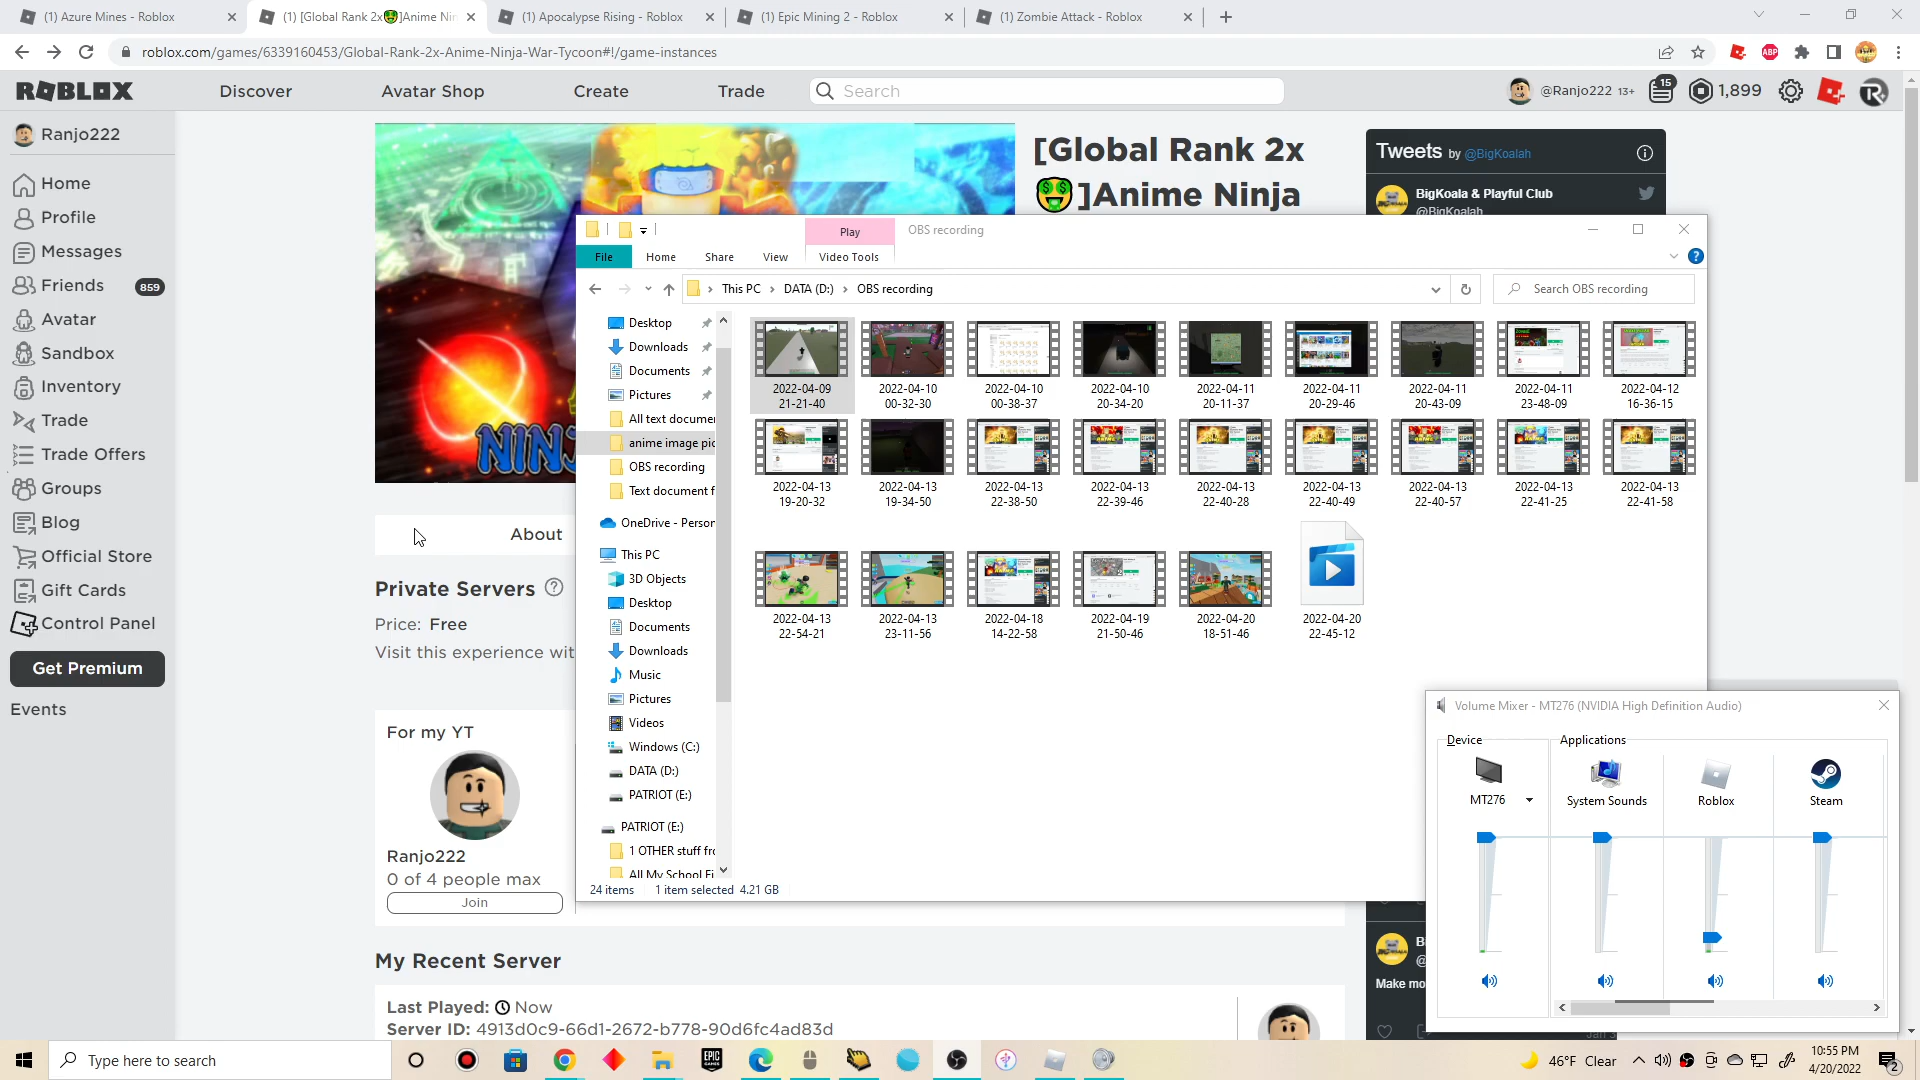 (1) Azure Mines - Roblox
(1) [Global Rank 2x🤑]Anime Nin
(1) Apocalypse Rising - Roblox
(1) Epic Mining 2 - Roblox
(1) Zombie Attack - Roblox
roblox.com/games/6339160453/Global-Rank-2x-Anime-Ninja-War-Tycoon#!/game-instances
ABP
ROBLOX
Discover
Avatar Shop
Create
Trade
Search
@Ranjo222 13+
15
1,899
Ranjo222
Home
Profile
Messages
Friends 859
Avatar
Sandbox
Inventory
Trade
Trade Offers
Groups
Blog
Official Store
Gift Cards
Control Panel
Get Premium
Events
NINJ
[Global Rank 2x
🤑]Anime Ninja
Tweets by @BigKoalah
BigKoala & Playful Club
@BigKoalah
About
Private Servers
Price: Free
Visit this experience wit
For my YT
Ranjo222
0 of 4 people max
Join
My Recent Server
Last Played: Now
Server ID: 4913d0c9-66d1-2672-b778-90d6fc4ad83d
Play
OBS recording
File
Home
Share
View
Video Tools
This PC > DATA (D:) > OBS recording
Search OBS recording
Desktop
Downloads
Documents
Pictures
All text documer
anime image pic
OBS recording
Text document f
OneDrive - Person
This PC
3D Objects
Desktop
Documents
Downloads
Music
Pictures
Videos
Windows (C:)
DATA (D:)
PATRIOT (E:)
PATRIOT (E:)
1 OTHER stuff fro
All My School Fi
2022-04-09 21-21-40
2022-04-10 00-32-30
2022-04-10 00-38-37
2022-04-10 20-34-20
2022-04-11 20-11-37
2022-04-11 20-29-46
2022-04-11 20-43-09
2022-04-11 23-48-09
2022-04-12 16-36-15
2022-04-13 19-20-32
2022-04-13 19-34-50
2022-04-13 22-38-50
2022-04-13 22-39-46
2022-04-13 22-40-28
2022-04-13 22-40-49
2022-04-13 22-40-57
2022-04-13 22-41-25
2022-04-13 22-41-58
2022-04-13 22-54-21
2022-04-13 23-11-56
2022-04-18 14-22-58
2022-04-19 21-50-46
2022-04-20 18-51-46
2022-04-20 22-45-12
24 items
1 item selected 4.21 GB
Make mo
Volume Mixer - MT276 (NVIDIA High Definition Audio)
Device
Applications
MT276
System Sounds
Roblox
Steam
Type here to search
EPIC GAMES
46°F Clear
10:55 PM
4/20/2022
2